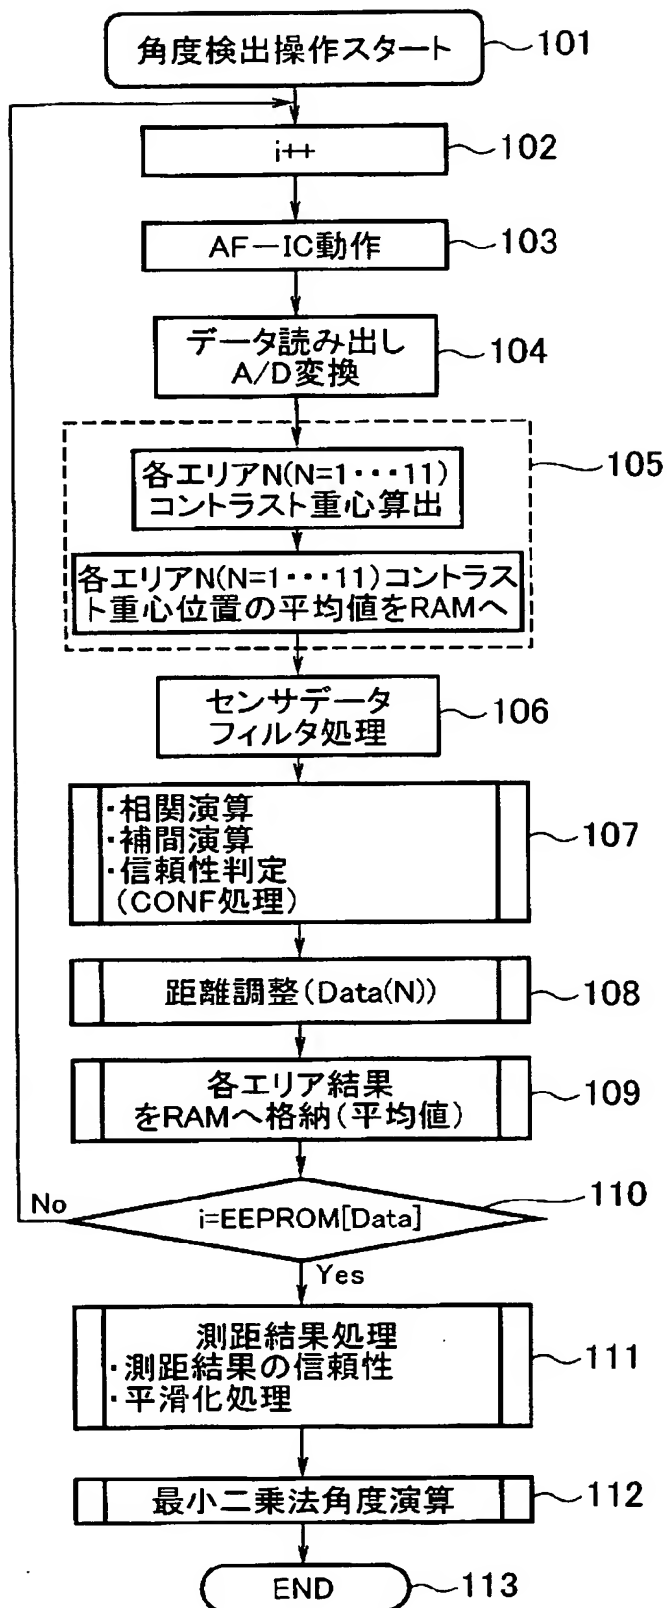 角度検出操作スタート 101
i++ 102
AF-IC動作 103
データ読み出し
A/D変換 104
各エリアN(N=1・・・11)
コントラスト重心算出
105
各エリアN(N=1・・・11)コントラス
ト重心位置の平均値をRAMへ
センサデータ
フィルタ処理 106
・相関演算
・補間演算
・信頼性判定
(CONF処理)
107
距離調整(Data(N)) 108
各エリア結果
をRAMへ格納(平均値) 109
No
i=EEPROM[Data] 110
Yes
測距結果処理
・測距結果の信頼性
・平滑化処理
111
最小二乗法角度演算 112
END 113